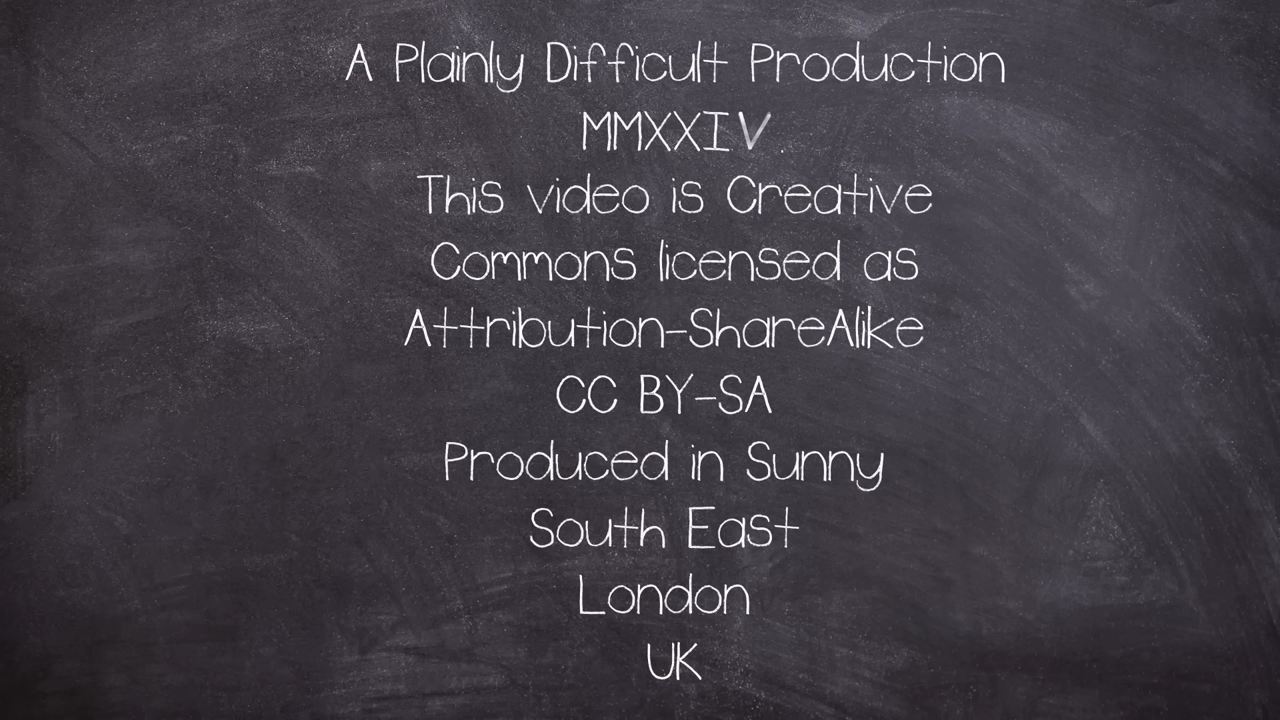 A Plainly Difficult Production
MMXXIV.
This video is Creative
Commons licensed as
Attribution-ShareAlike
CC BY-SA
Produced in Sunny
South East
London
UK